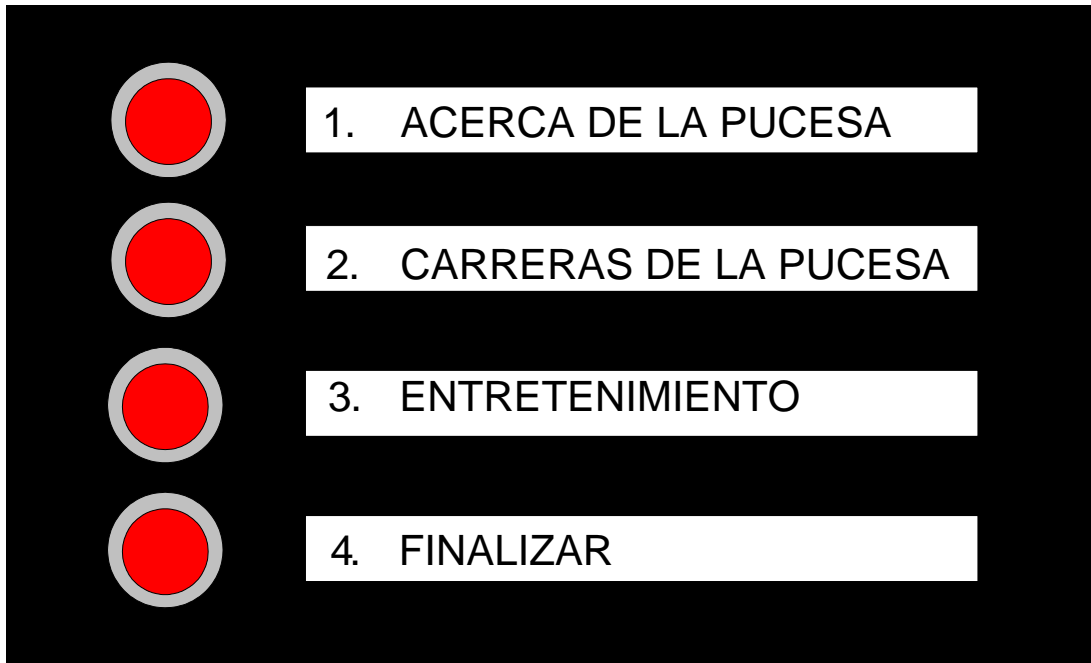 1. ACERCA DE LA PUCESA
2. CARRERAS DE LA PUCESA
3. ENTRETENIMIENTO
4. FINALIZAR